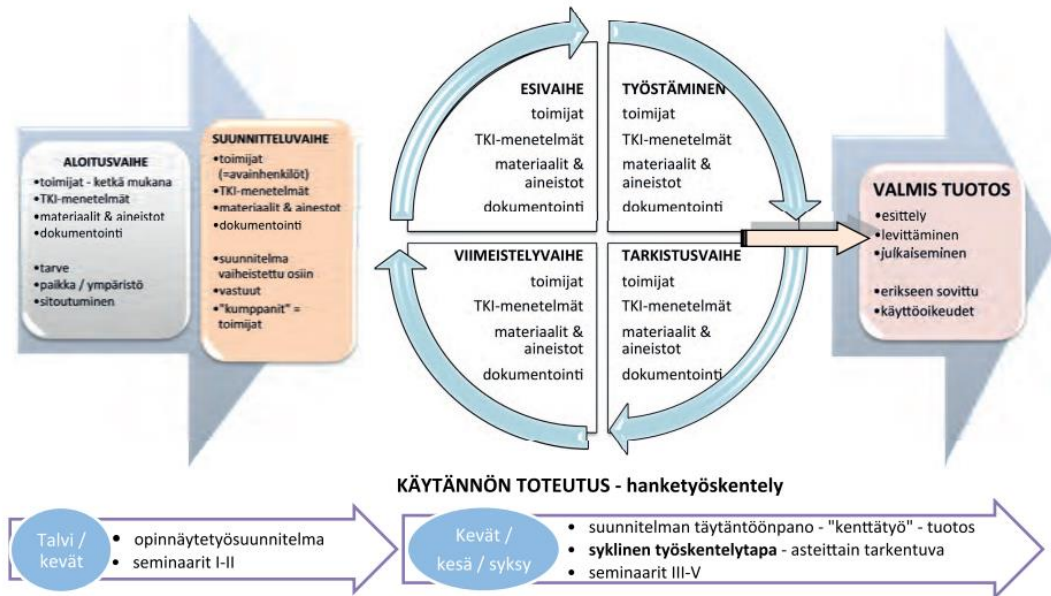 ALOITUSVAIHE
•toimijat - ketkä mukana
•TKI-menetelmät
•materiaalit & aineistot
•dokumentointi
•tarve
•paikka / ympäristö
•sitoutuminen
SUUNNITTELUVAIHE
•toimijat
(=avainhenkilöt)
•TKI-menetelmät
•materiaalit & ainestot
•dokumentointi
•suunnitelma
vaiheistettu osiin
•vastuut
•"kumppanit" =
toimijat
ESIVAIHE
toimijat
TKI-menetelmät
materiaalit &
aineistot
dokumentointi
TYÖSTÄMINEN
toimijat
TKI-menetelmät
materiaalit &
aineistot
dokumentointi
VIIMEISTELYVAIHE
toimijat
TKI-menetelmät
materiaalit &
aineistot
dokumentointi
TARKISTUSVAIHE
toimijat
TKI-menetelmät
materiaalit &
aineistot
dokumentointi
VALMIS TUOTOS
•esittely
•levittäminen
•julkaiseminen
•erikseen sovittu
•käyttöoikeudet
KÄYTÄNNÖN TOTEUTUS - hanketyöskentely
Talvi /
kevät
• opinnäytetyösuunnitelma
• seminaarit I-II
Kevät /
kesä / syksy
• suunnitelman täytäntöönpano - "kenttätyö" - tuotos
• syklinen työskentelytapa - asteittain tarkentuva
• seminaarit III-V